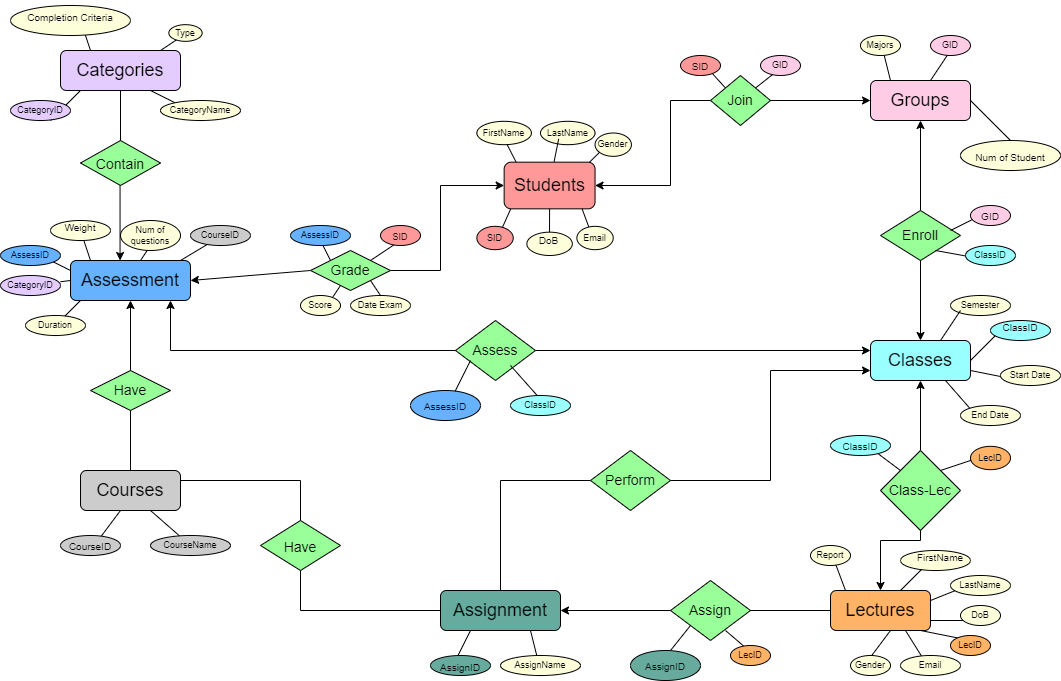 Completion Criteria
Type
Categories
CategoryID
CategoryName
Contain
Weight
Num of
questions
CourseID
AssessID
CategoryID
Assessment
Duration
AssessID
SID
Grade
Score
Date Exam
FirstName
LastName
Gender
Students
SID
DoB
Email
SID
GID
Join
Majors
GID
Groups
Num of Student
Enroll
GID
ClassID
Semester
ClassID
Classes
Start Date
End Date
Assess
AssessID
ClassID
Have
Courses
CourseID
CourseName
Have
Perform
ClassID
LecID
Class-Lec
Assignment
AssignID
AssignName
Assign
AssignID
LecID
Report
FirstName
LastName
DoB
LecID
Lectures
Gender
Email